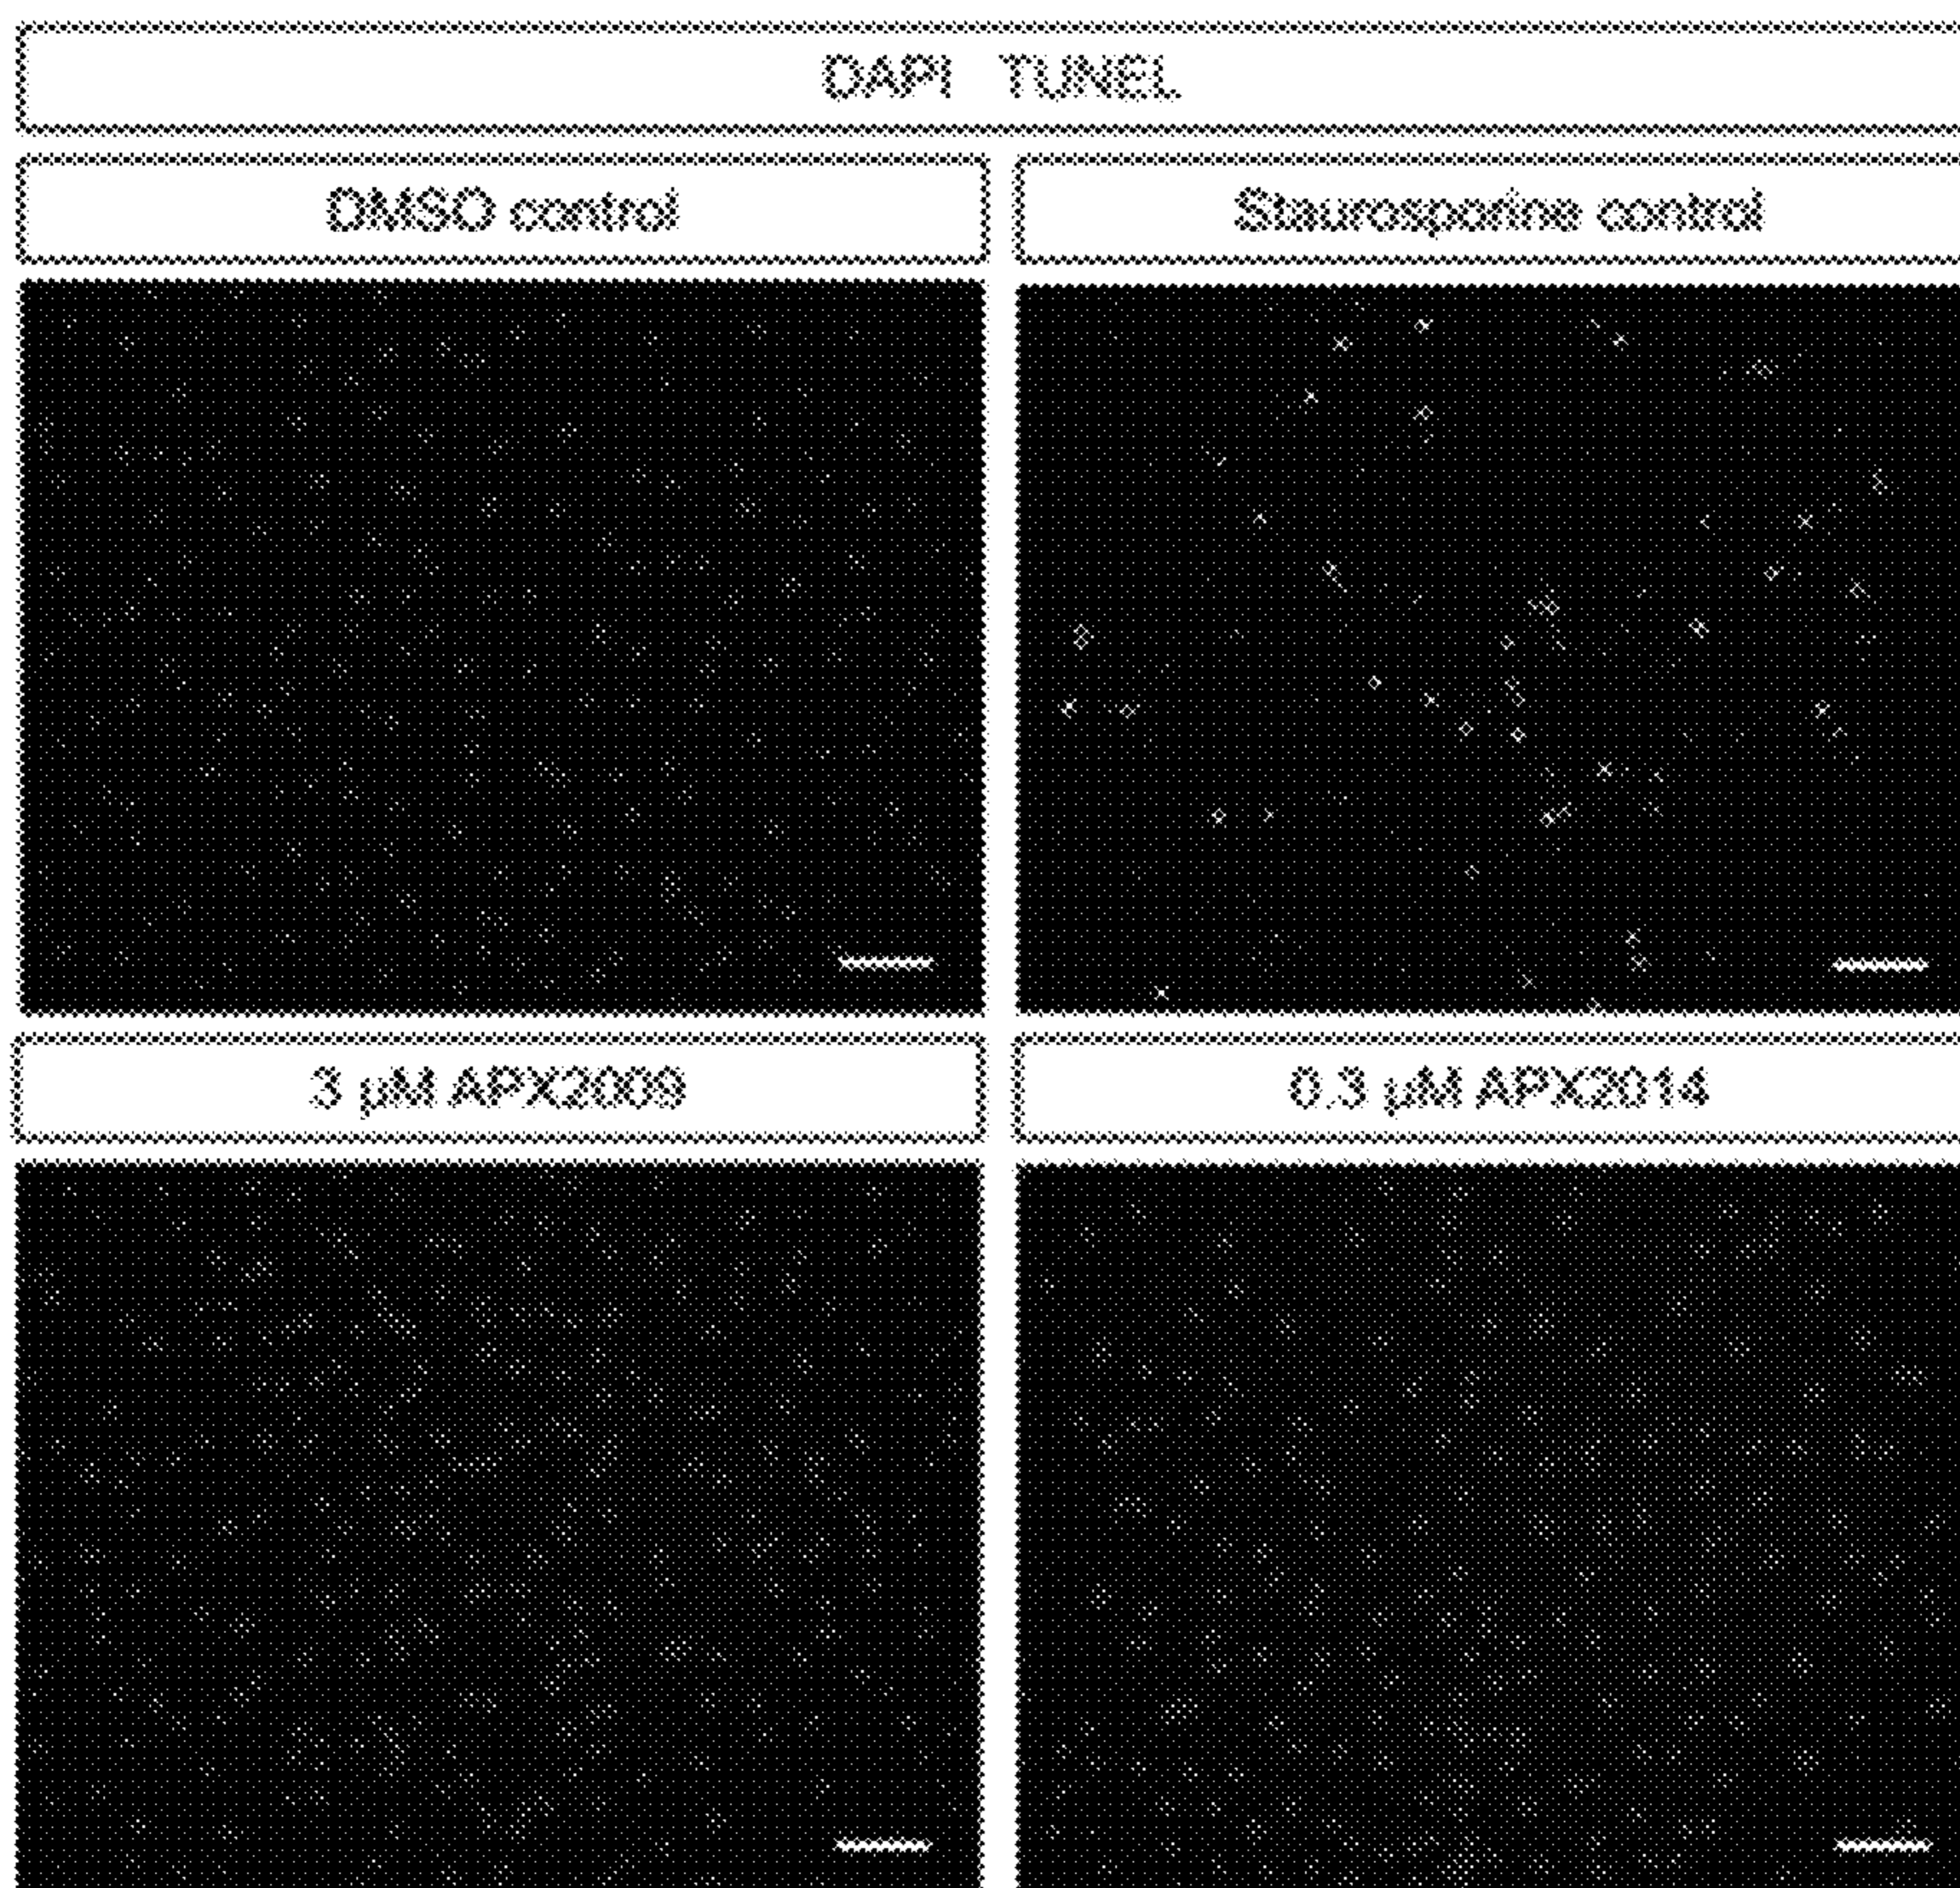 DAPI TUNEL
DMSO control
Staurosporine control
3 µM APX2009
0.3 µM APX2014